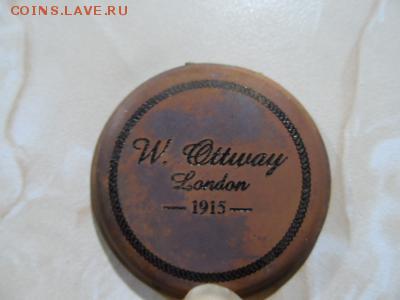 COINS.LAVE.RU
W. Ottway
London
— 1915 —